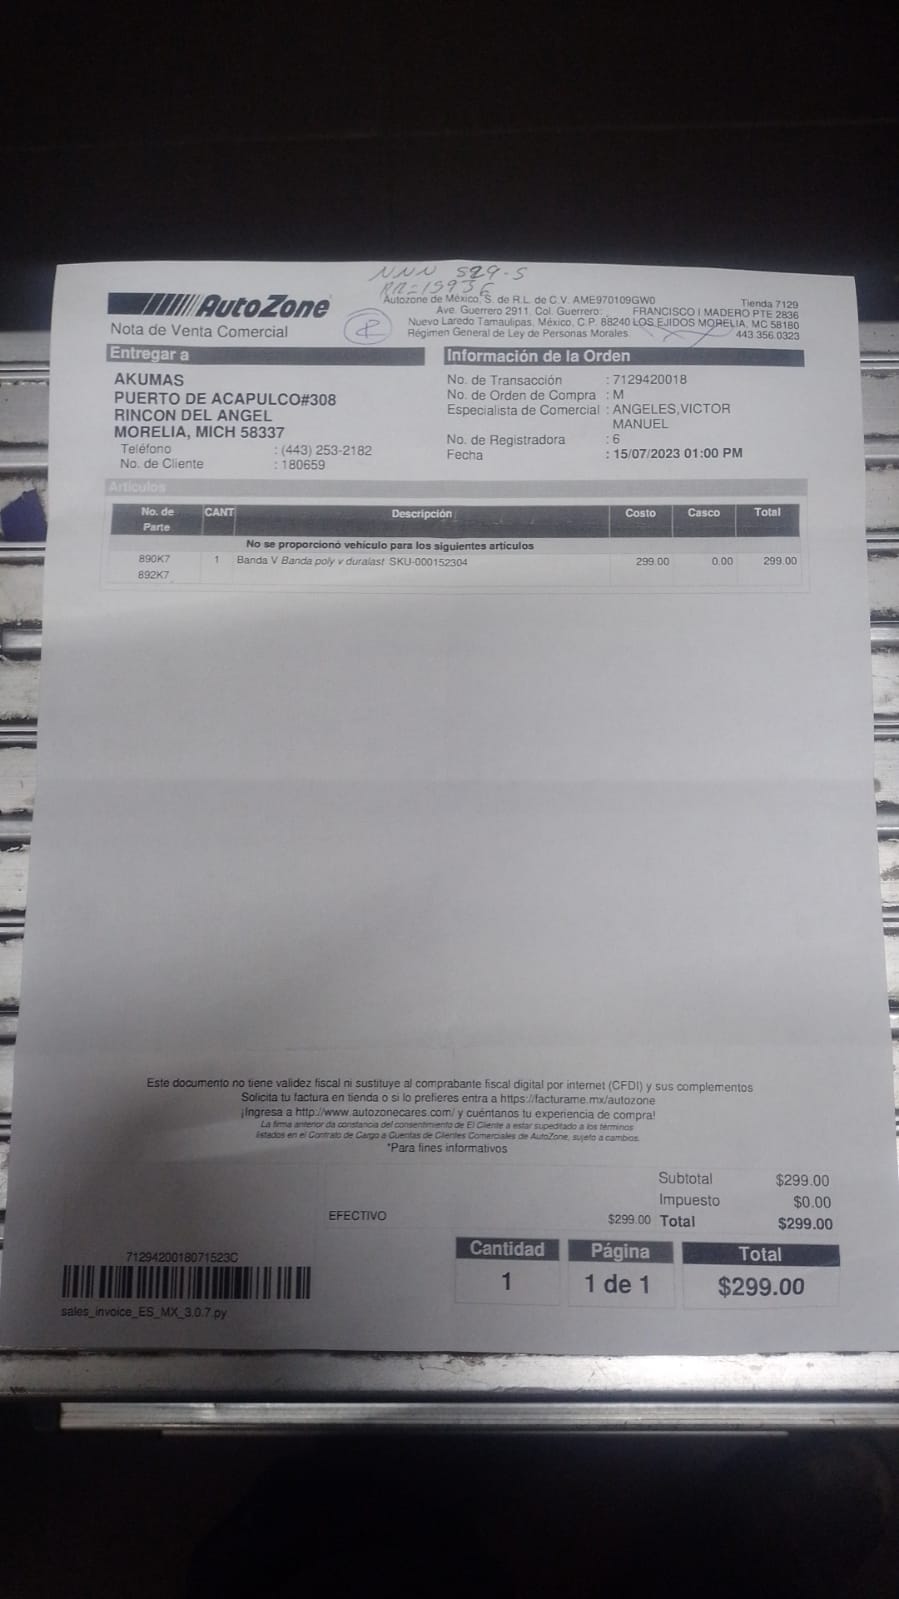 NNN 529-S
RR=15936
AutoZone
Nota de Venta Comercial
Autozone de México, S. de R.L. de C.V. AME970109GW0
Ave. Guerrero 2911. Col. Guerrero:
Nuevo Laredo Tamaulipas, México, C.P. 88240
Régimen General de Ley de Personas Morales
Tienda 7129
FRANCISCO I MADERO PTE 2836
LOS EJIDOS MORELIA, MC 58180
443.356.0323
Entregar a
AKUMAS
PUERTO DE ACAPULCO#308
RINCON DEL ANGEL
MORELIA, MICH 58337
Teléfono : (443) 253-2182
No. de Cliente : 180659
Información de la Orden
No. de Transacción : 7129420018
No. de Orden de Compra : M
Especialista de Comercial : ANGELES,VICTOR
MANUEL
No. de Registradora : 6
Fecha : 15/07/2023 01:00 PM
Artículos
No. de Parte CANT Descripción Costo Casco Total
No se proporcionó vehículo para los siguientes artículos
890K7 1 Banda V Banda poly v duralast SKU-000152304 299.00 0.00 299.00
892K7
Este documento no tiene validez fiscal ni sustituye al comprobante fiscal digital por internet (CFDI) y sus complementos
Solicita tu factura en tienda o si lo prefieres entra a https://facturame.mx/autozone
¡Ingresa a http://www.autozonecares.com/ y cuéntanos tu experiencia de compra!
La firma anterior da constancia del consentimiento de El Cliente a estar supeditado a los términos
listados en el Contrato de Cargo a Cuentas de Clientes Comerciales de AutoZone, sujeto a cambios.
*Para fines informativos
Subtotal $299.00
Impuesto $0.00
EFECTIVO $299.00 Total $299.00
Cantidad Página Total
1 1 de 1 $299.00
7129420018071523C
sales_invoice_ES_MX_3.0.7.py